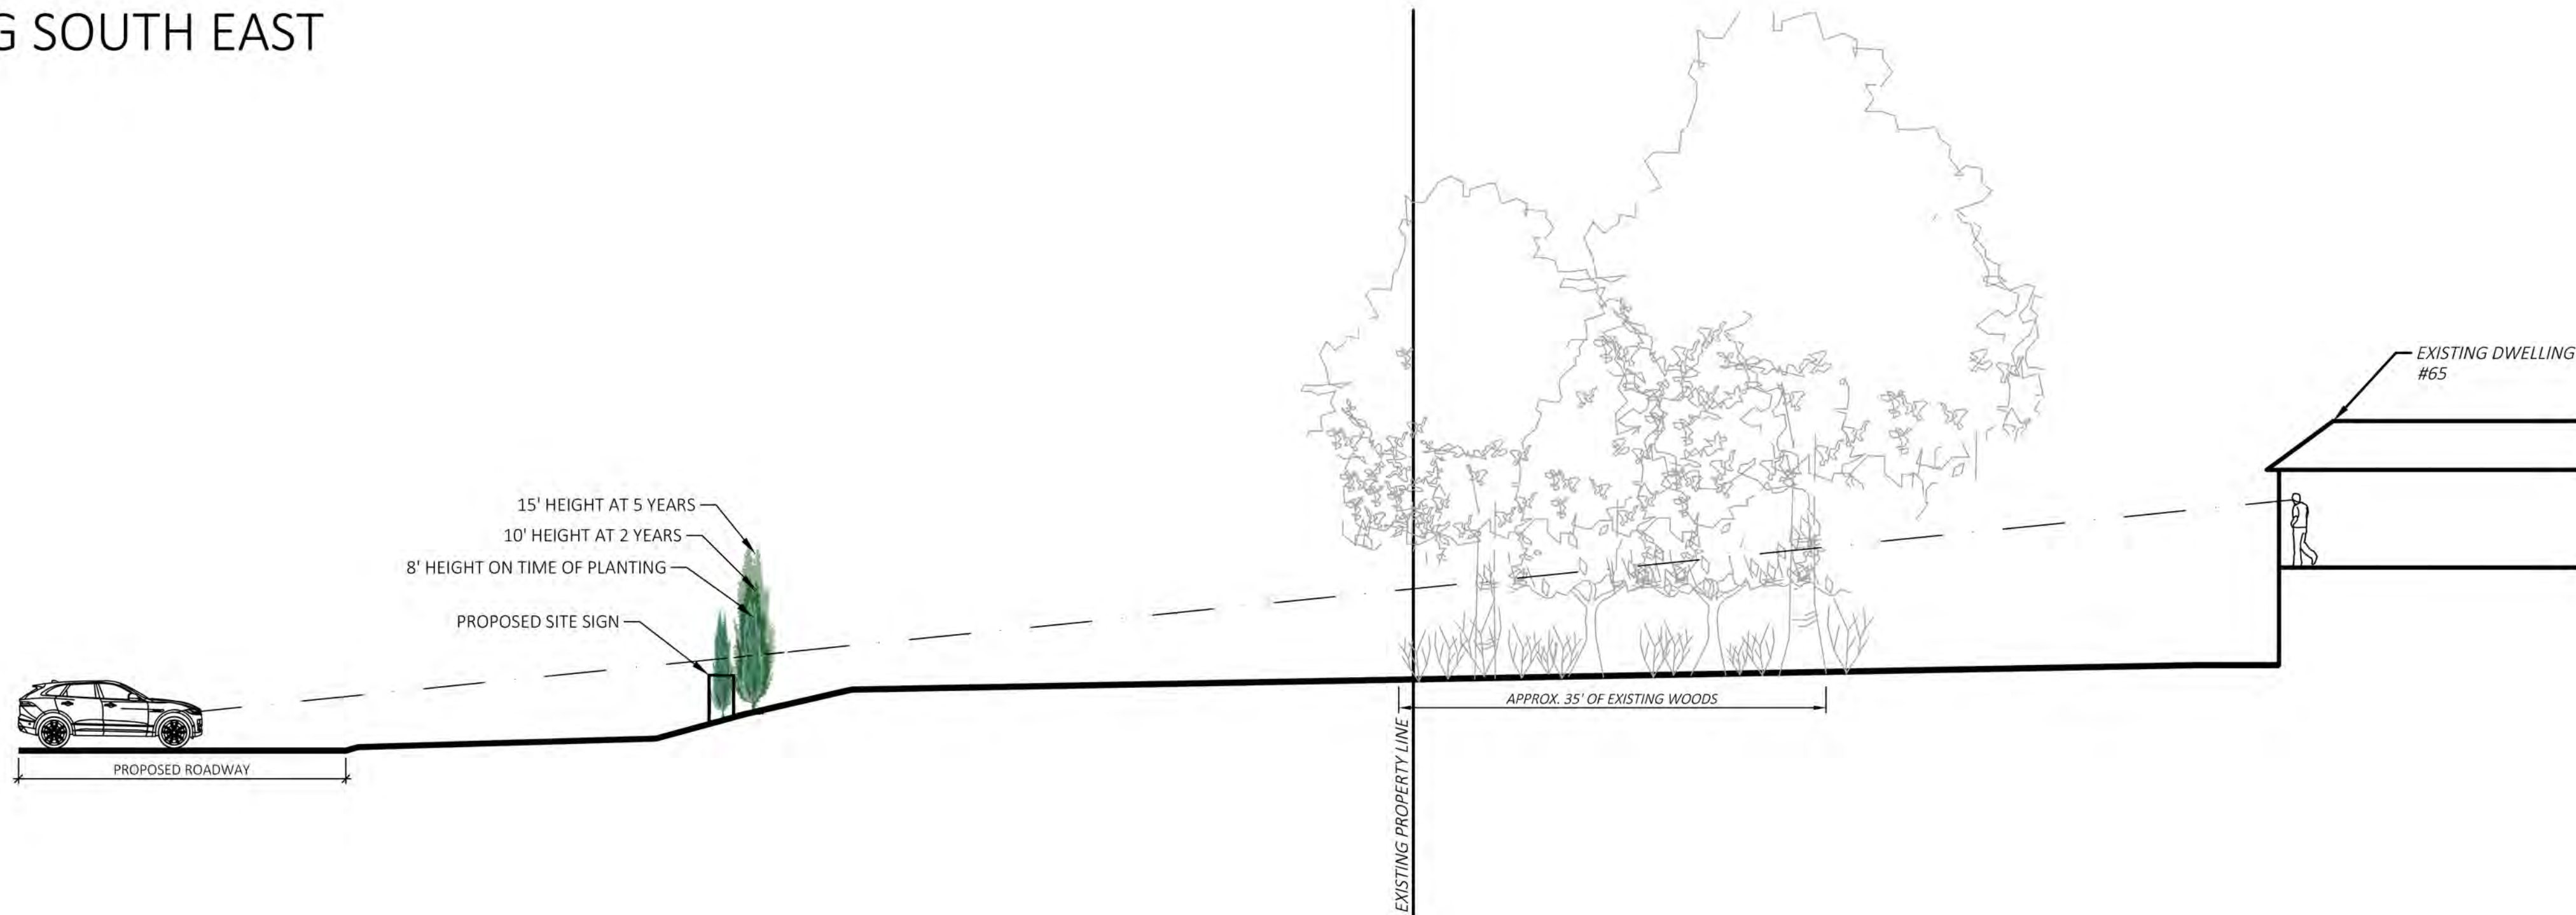 G SOUTH EAST
EXISTING DWELLING
#65
15' HEIGHT AT 5 YEARS
10' HEIGHT AT 2 YEARS
8' HEIGHT ON TIME OF PLANTING
PROPOSED SITE SIGN
APPROX. 35' OF EXISTING WOODS
PROPOSED ROADWAY
EXISTING PROPERTY LINE